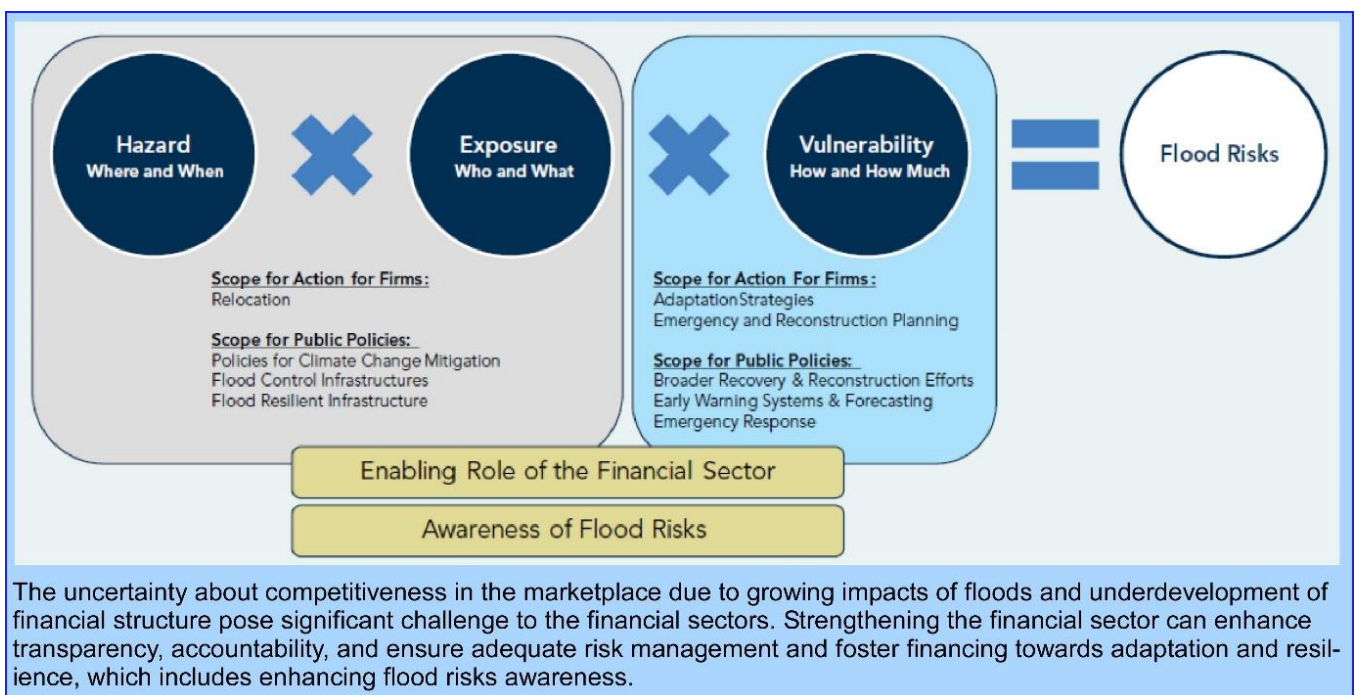 Hazard
Where and When
Exposure
Who and What
Vulnerability
How and How Much
Flood Risks
Scope for Action for Firms:
Relocation
Scope for Public Policies:
Policies for Climate Change Mitigation
Flood Control Infrastructures
Flood Resilient Infrastructure
Scope for Action For Firms:
Adaptation Strategies
Emergency and Reconstruction Planning
Scope for Public Policies:
Broader Recovery & Reconstruction Efforts
Early Warning Systems & Forecasting
Emergency Response
Enabling Role of the Financial Sector
Awareness of Flood Risks
The uncertainty about competitiveness in the marketplace due to growing impacts of floods and underdevelopment of
financial structure pose significant challenge to the financial sectors. Strengthening the financial sector can enhance
transparency, accountability, and ensure adequate risk management and foster financing towards adaptation and resil-
ience, which includes enhancing flood risks awareness.